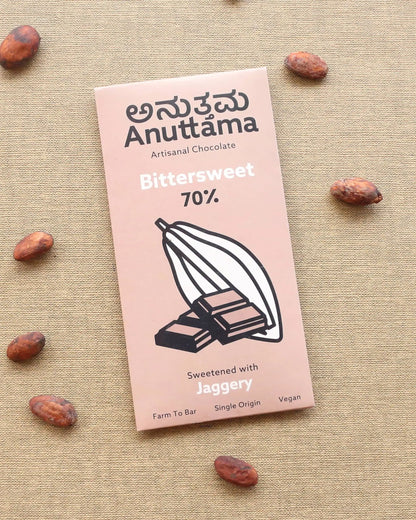 ಅನುತ್ತಮ
Anuttama
Artisanal Chocolate
Bittersweet
70%
Sweetened with
Jaggery
Farm To Bar Single Origin Vegan